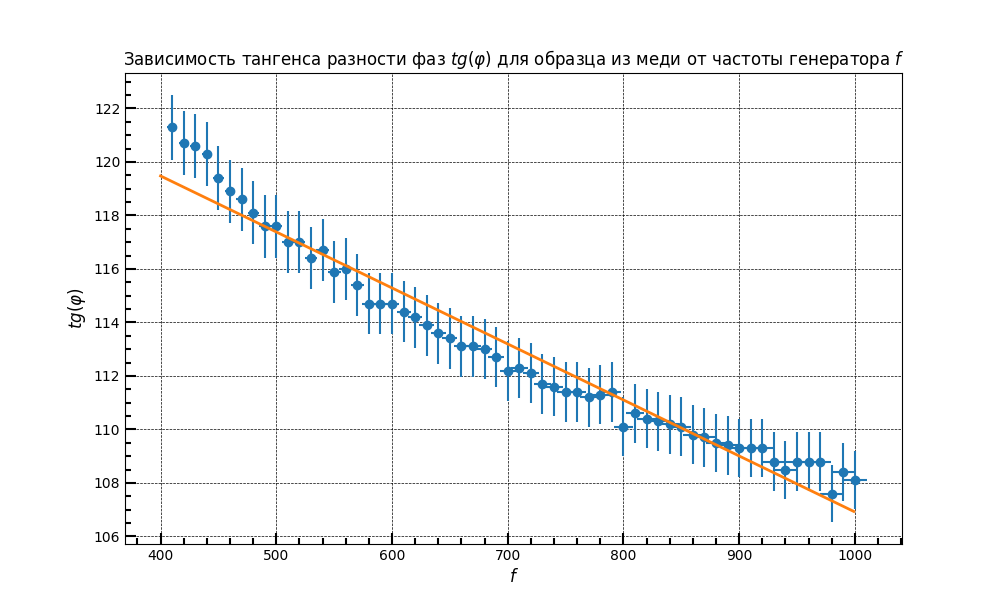 Зависимость тангенса разности фаз tg(φ) для образца из меди от частоты генератора f
tg(φ)
122
120
118
116
114
112
110
108
106
400 500 600 700 800 900 1000
f